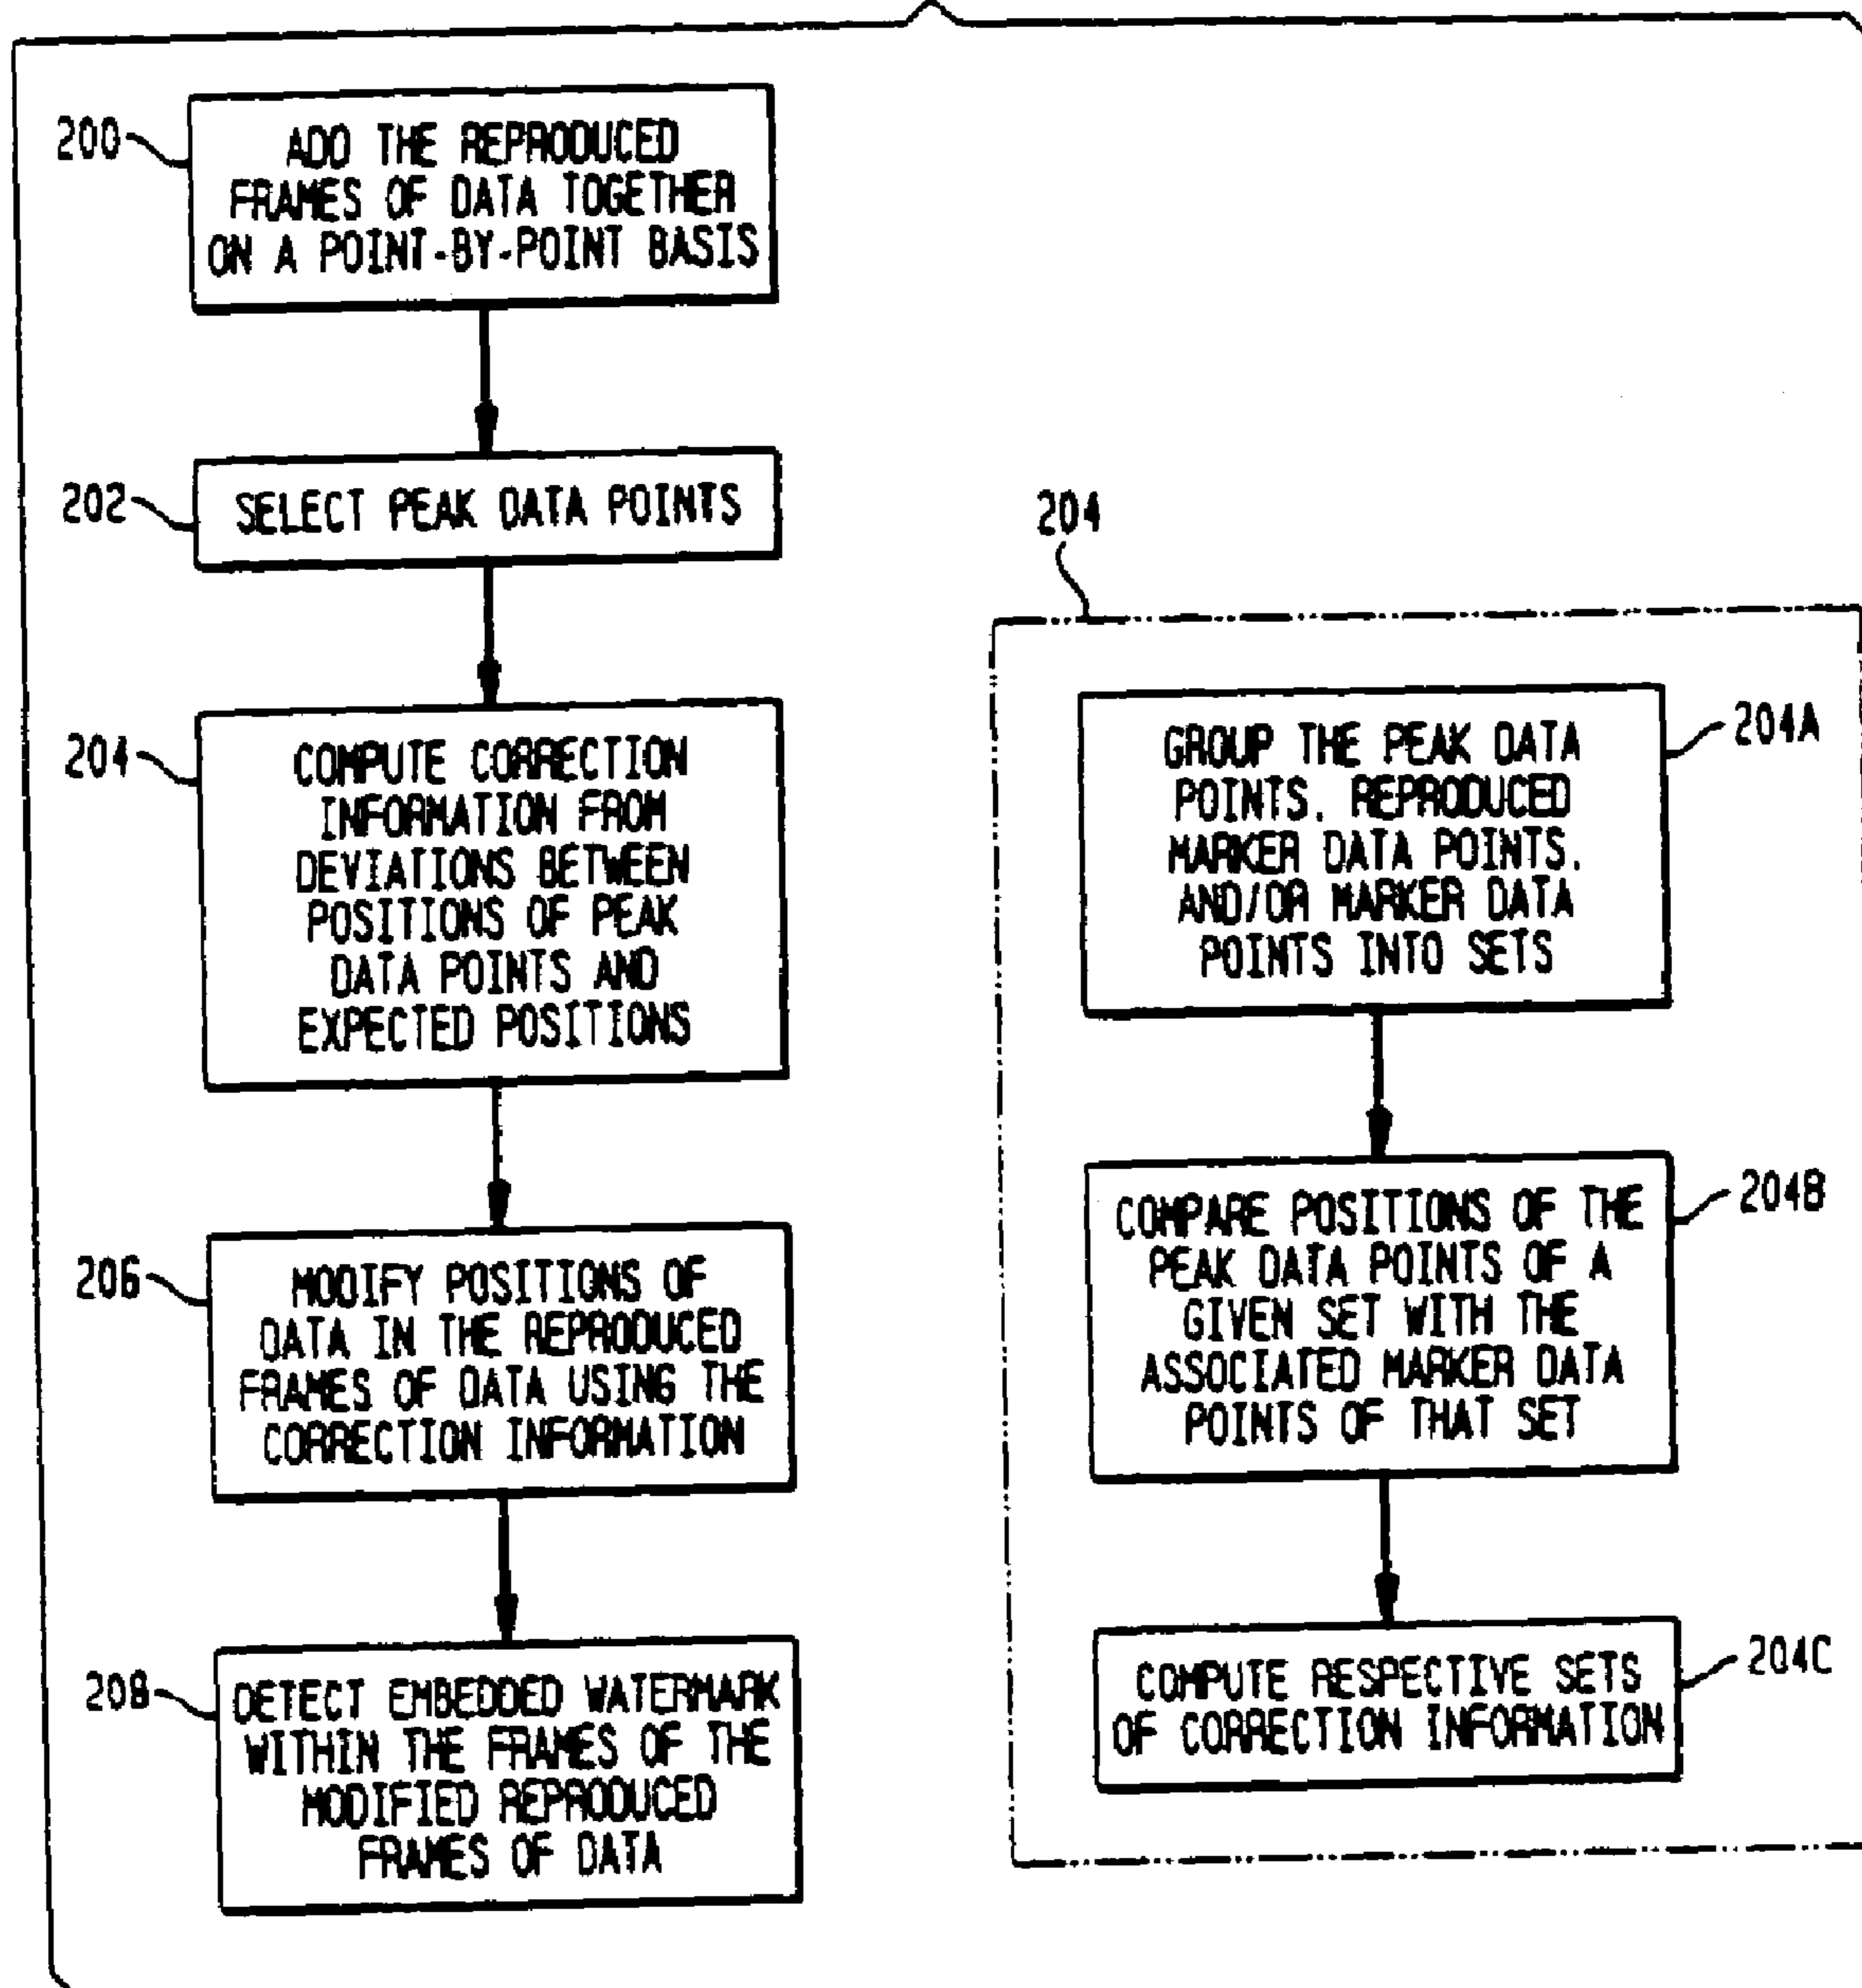 200
ADD THE REPRODUCED
FRAMES OF DATA TOGETHER
ON A POINT-BY-POINT BASIS
202
SELECT PEAK DATA POINTS
204
COMPUTE CORRECTION
INFORMATION FROM
DEVIATIONS BETWEEN
POSITIONS OF PEAK
DATA POINTS AND
EXPECTED POSITIONS
206
MODIFY POSITIONS OF
DATA IN THE REPRODUCED
FRAMES OF DATA USING THE
CORRECTION INFORMATION
208
DETECT EMBEDDED WATERMARK
WITHIN THE FRAMES OF THE
MODIFIED REPRODUCED
FRAMES OF DATA
204
GROUP THE PEAK DATA
POINTS, REPRODUCED
MARKER DATA POINTS,
AND/OR MARKER DATA
POINTS INTO SETS
204A
COMPARE POSITIONS OF THE
PEAK DATA POINTS OF A
GIVEN SET WITH THE
ASSOCIATED MARKER DATA
POINTS OF THAT SET
204B
COMPUTE RESPECTIVE SETS
OF CORRECTION INFORMATION
204C